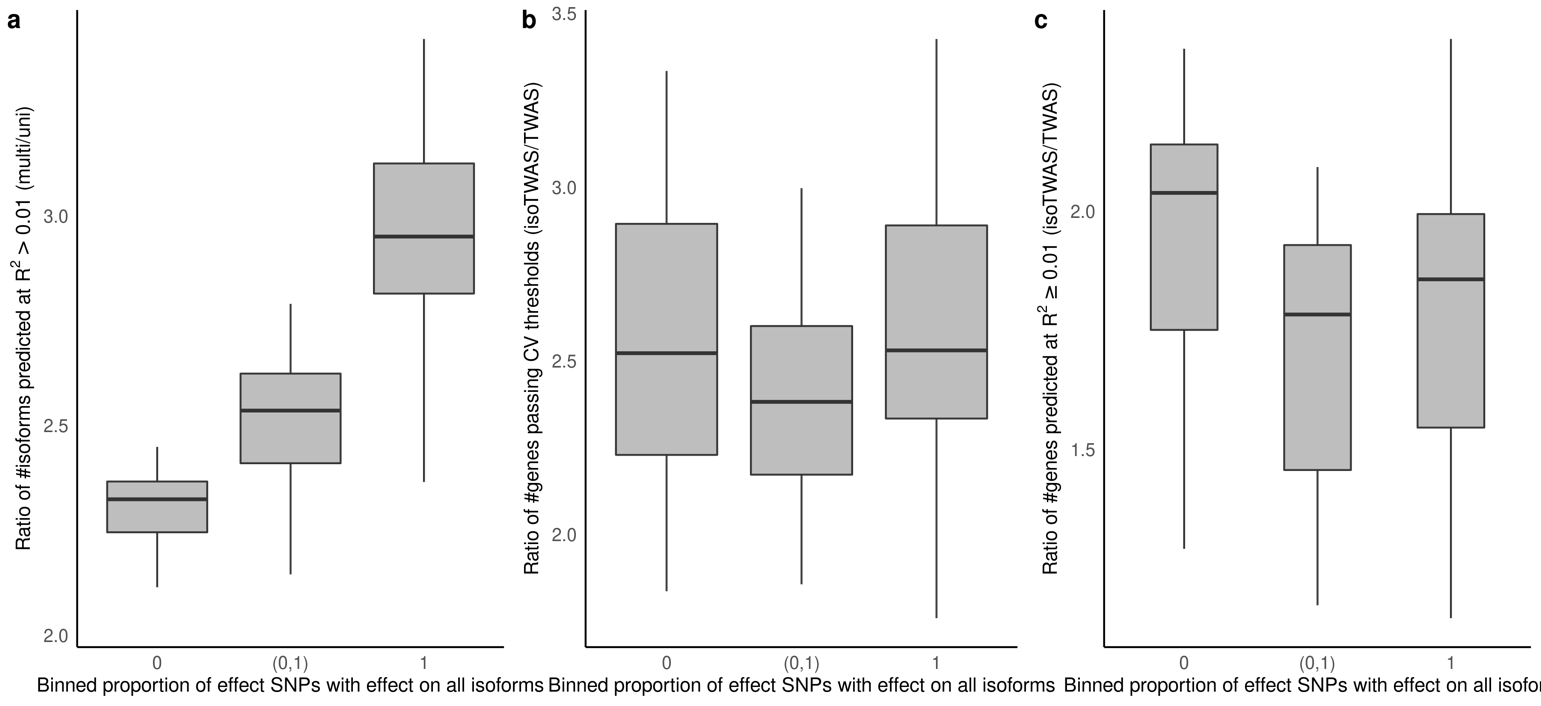 a
Ratio of #isoforms predicted at R² > 0.01 (multi/uni)
3.0
2.5
2.0
0
(0,1)
1
Binned proportion of effect SNPs with effect on all isoforms
b
Ratio of #genes passing CV thresholds (isoTWAS/TWAS)
3.5
3.0
2.5
2.0
0
(0,1)
1
Binned proportion of effect SNPs with effect on all isoforms
c
Ratio of #genes predicted at R² ≥ 0.01 (isoTWAS/TWAS)
2.0
1.5
0
(0,1)
1
Binned proportion of effect SNPs with effect on all isofor